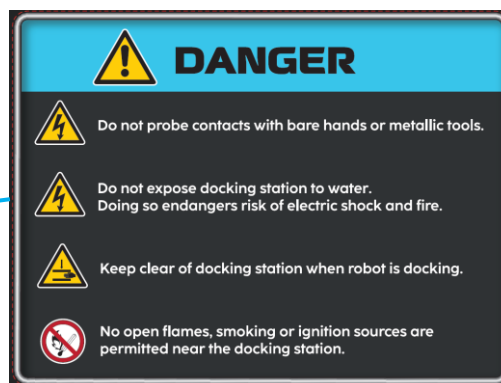 DANGER
Do not probe contacts with bare hands or metallic tools.
Do not expose docking station to water.
Doing so endangers risk of electric shock and fire.
Keep clear of docking station when robot is docking.
No open flames, smoking or ignition sources are
permitted near the docking station.